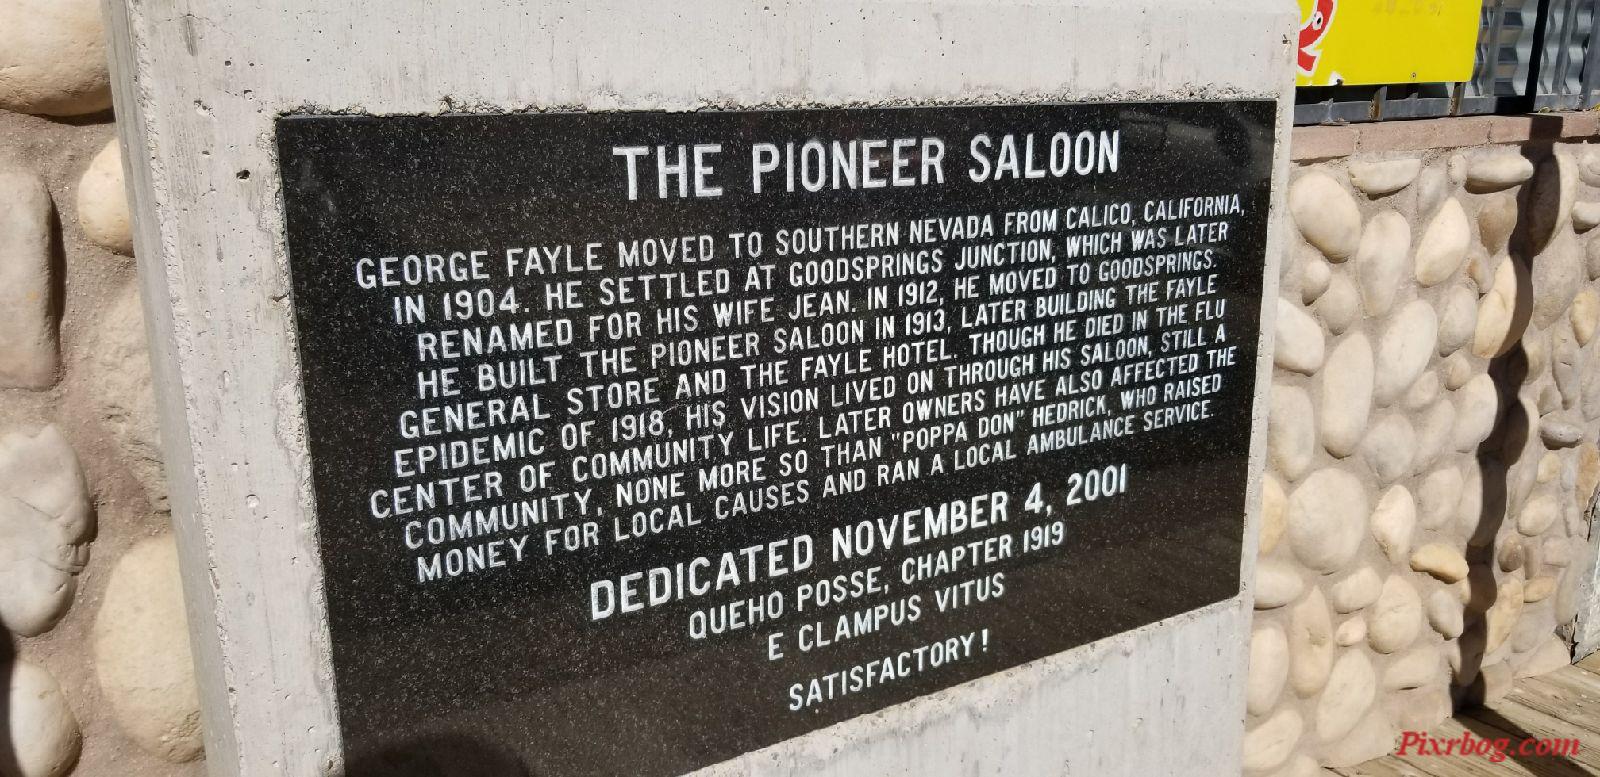 THE PIONEER SALOON
GEORGE FAYLE MOVED TO SOUTHERN NEVADA FROM CALICO, CALIFORNIA,
IN 1904. HE SETTLED AT GOODSPRINGS JUNCTION, WHICH WAS LATER
RENAMED FOR HIS WIFE JEAN. IN 1912, HE MOVED TO GOODSPRINGS.
HE BUILT THE PIONEER SALOON IN 1913, LATER BUILDING THE FAYLE
GENERAL STORE AND THE FAYLE HOTEL. THOUGH HE DIED IN THE FLU
EPIDEMIC OF 1918, HIS VISION LIVED ON THROUGH HIS SALOON, STILL A
CENTER OF COMMUNITY LIFE. LATER OWNERS HAVE ALSO AFFECTED THE
COMMUNITY, NONE MORE SO THAN "POPPA DON" HEDRICK, WHO RAISED
MONEY FOR LOCAL CAUSES AND RAN A LOCAL AMBULANCE SERVICE.
DEDICATED NOVEMBER 4, 2001
QUEHO POSSE, CHAPTER 1919
E CLAMPUS VITUS
SATISFACTORY!
Pixrbog.com